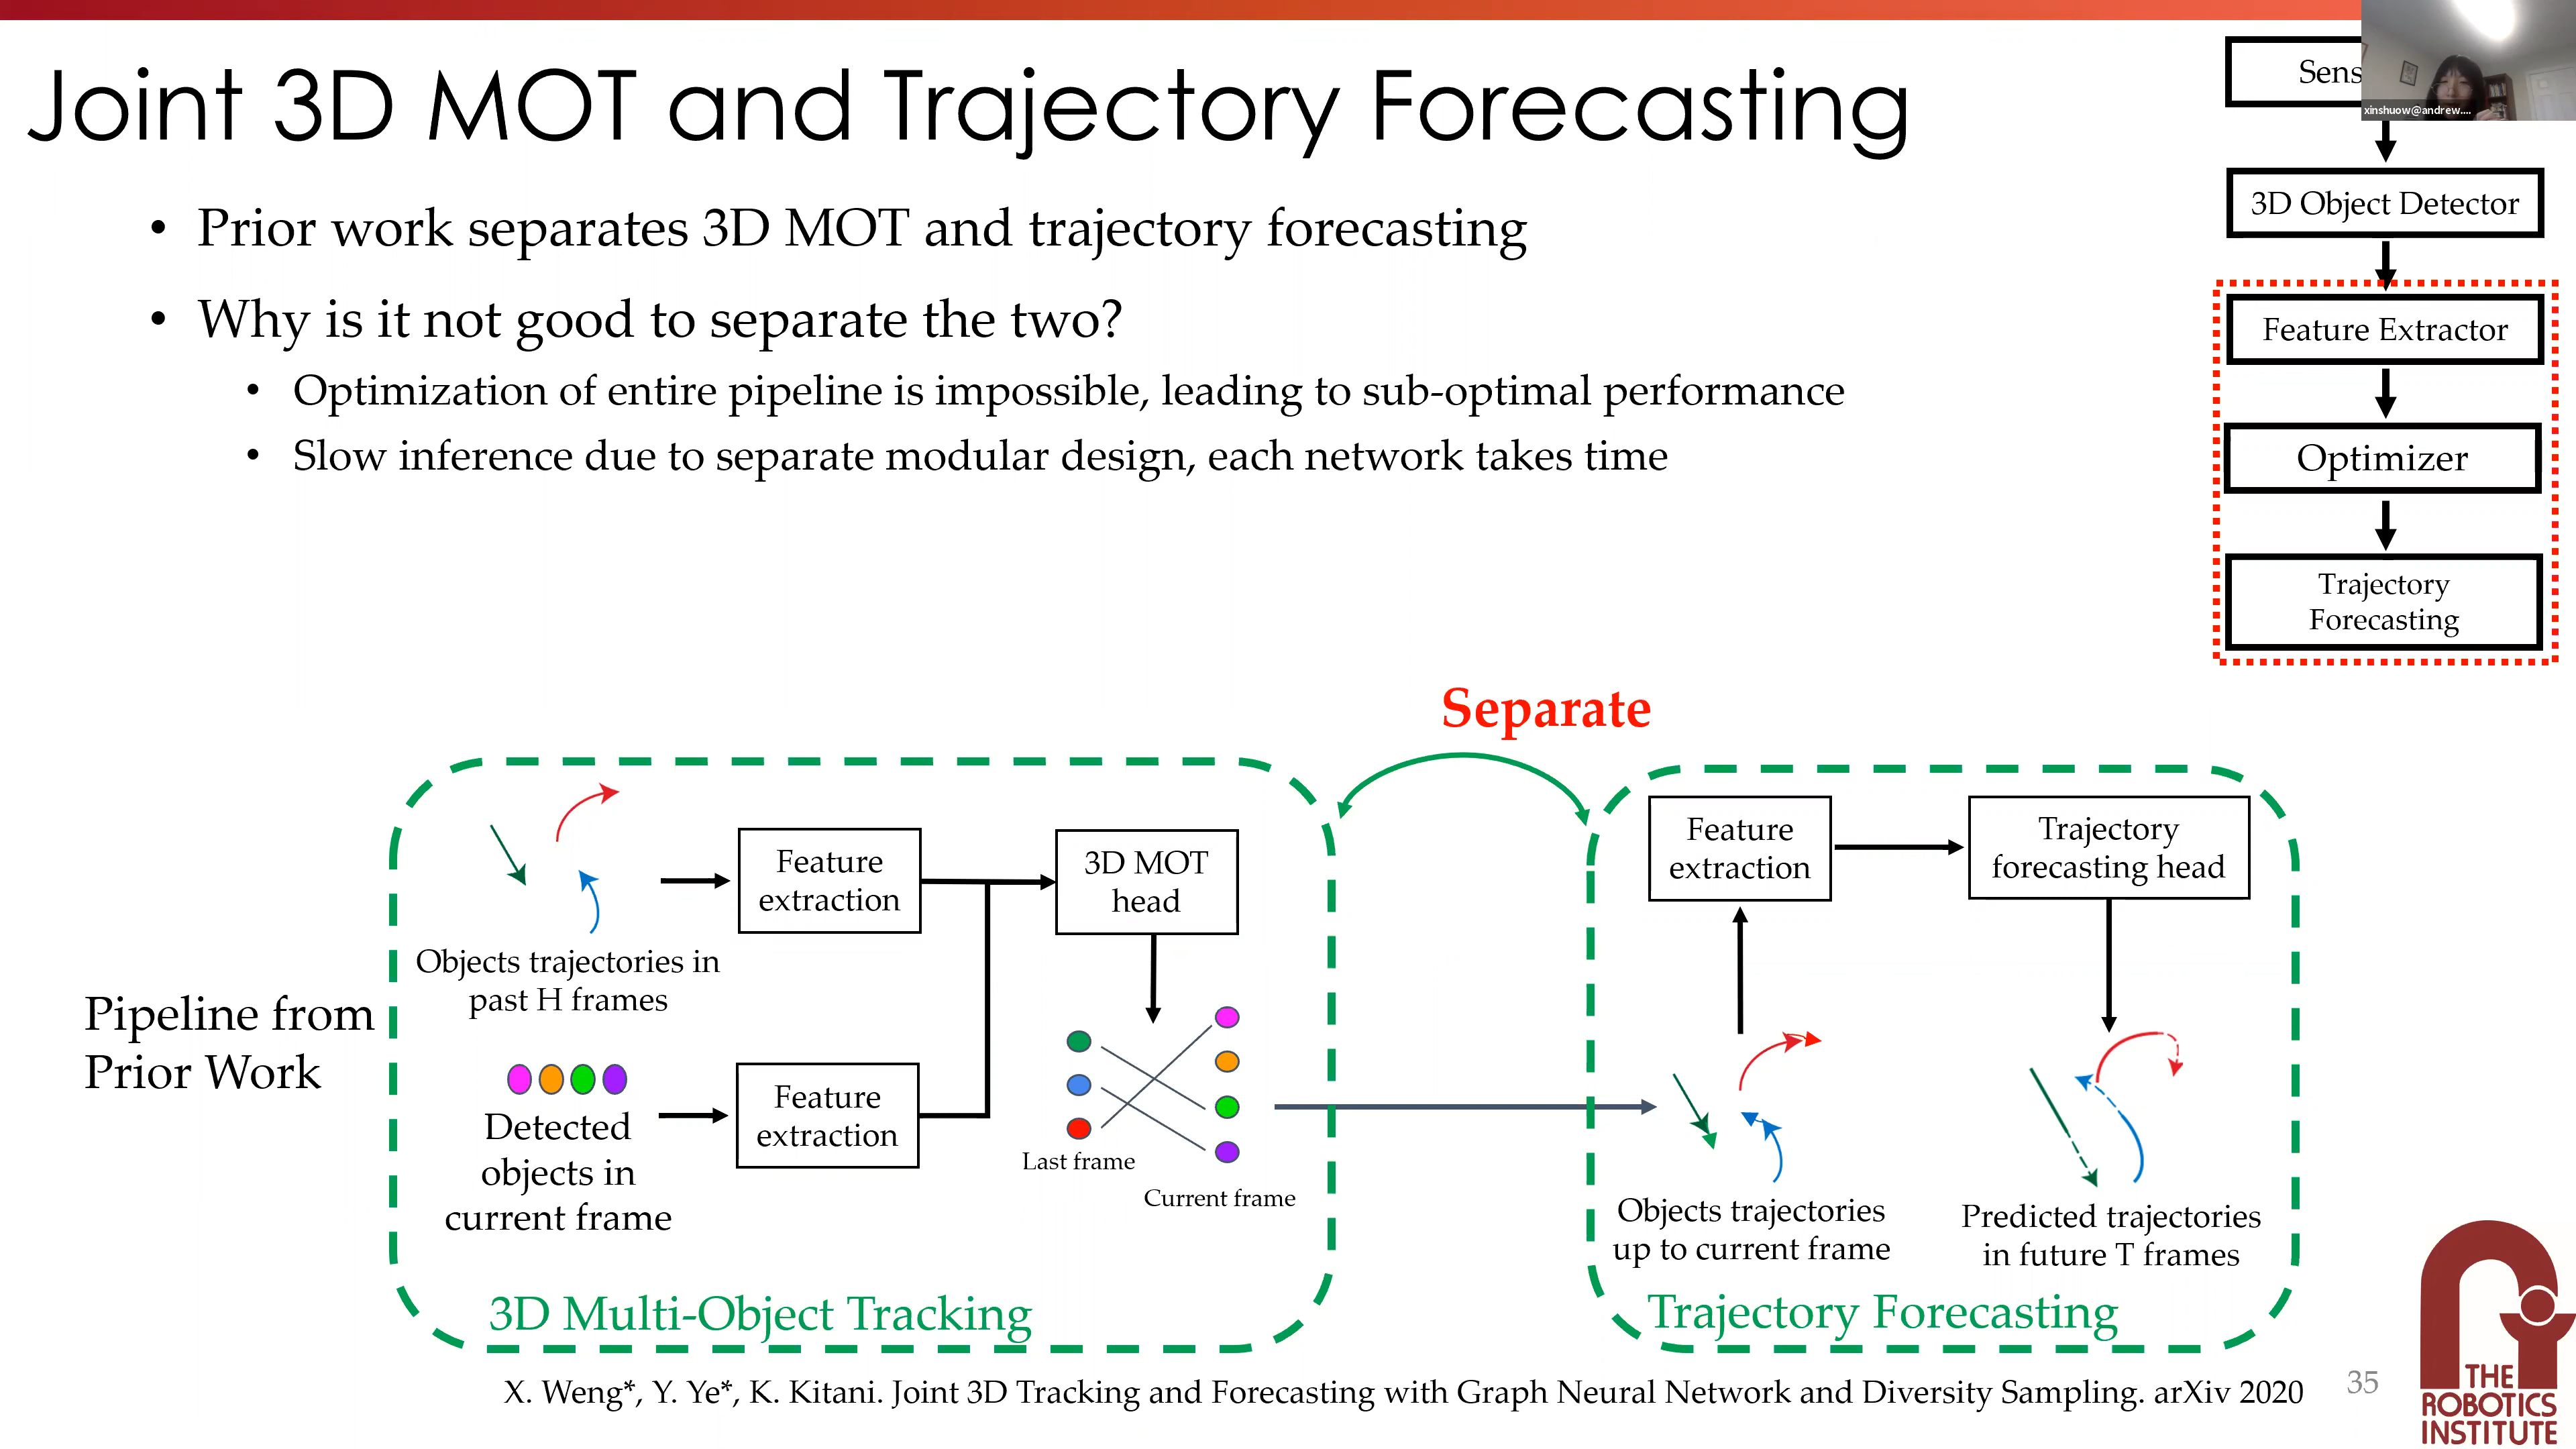 Joint 3D MOT and Trajectory Forecasting
• Prior work separates 3D MOT and trajectory forecasting
• Why is it not good to separate the two?
• Optimization of entire pipeline is impossible, leading to sub-optimal performance
• Slow inference due to separate modular design, each network takes time
xinshuow@andrew....
3D Object Detector
Feature Extractor
Optimizer
Trajectory
Forecasting
Separate
Pipeline from
Prior Work
Objects trajectories in
past H frames
Detected
objects in
current frame
Feature
extraction
Feature
extraction
3D MOT
head
Last frame
Current frame
3D Multi-Object Tracking
Feature
extraction
Trajectory
forecasting head
Objects trajectories
up to current frame
Predicted trajectories
in future T frames
Trajectory Forecasting
X. Weng*, Y. Ye*, K. Kitani. Joint 3D Tracking and Forecasting with Graph Neural Network and Diversity Sampling. arXiv 2020
35
THE
ROBOTICS
INSTITUTE